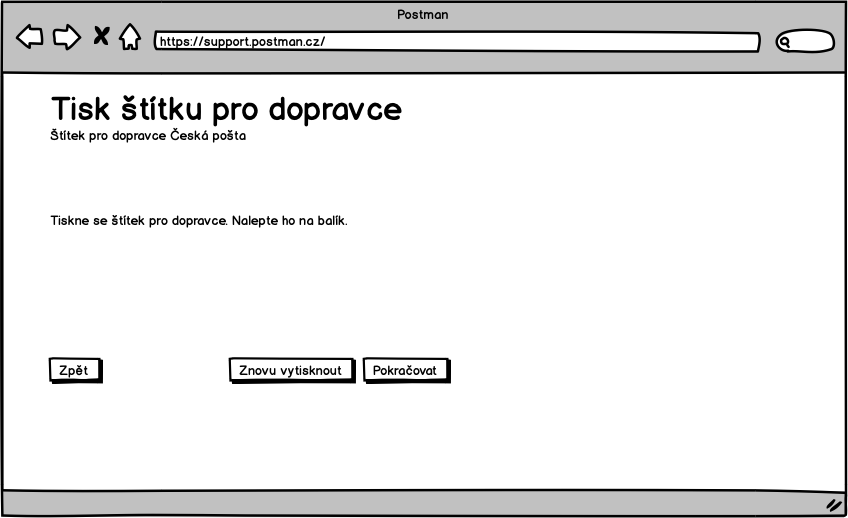 Postman
https://support.postman.cz/
Tisk štítku pro dopravce
Štítek pro dopravce Česká pošta
Tiskne se štítek pro dopravce. Nalepte ho na balík.
Zpět
Znovu vytisknout
Pokračovat